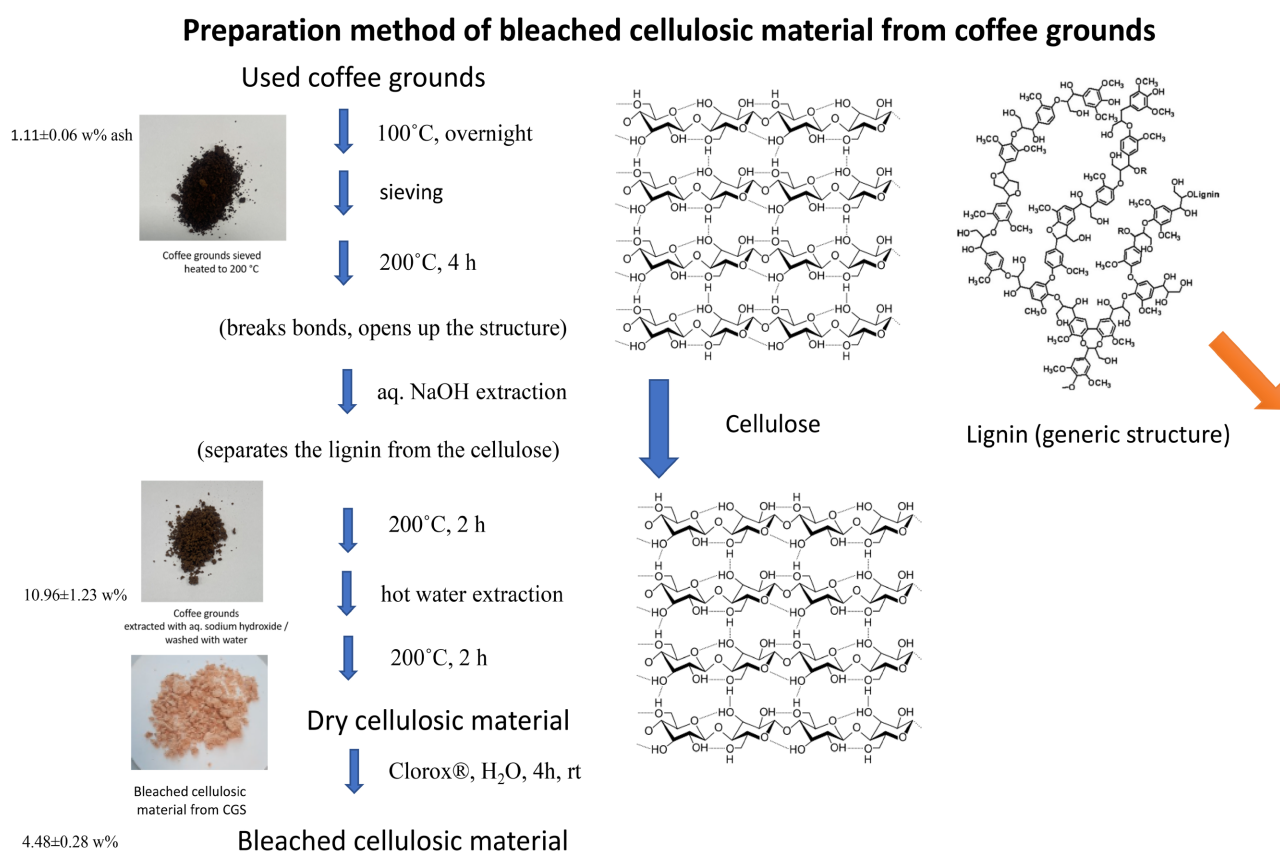 Preparation method of bleached cellulosic material from coffee grounds
Used coffee grounds
1.11±0.06 w% ash
100˚C, overnight
sieving
Coffee grounds sieved
heated to 200 °C
200˚C, 4 h
(breaks bonds, opens up the structure)
aq. NaOH extraction
(separates the lignin from the cellulose)
200˚C, 2 h
10.96±1.23 w%
hot water extraction
Coffee grounds
extracted with aq. sodium hydroxide /
washed with water
200˚C, 2 h
Dry cellulosic material
Clorox®, H₂O, 4h, rt
Bleached cellulosic
material from CGS
4.48±0.28 w%
Bleached cellulosic material
Cellulose
Lignin (generic structure)